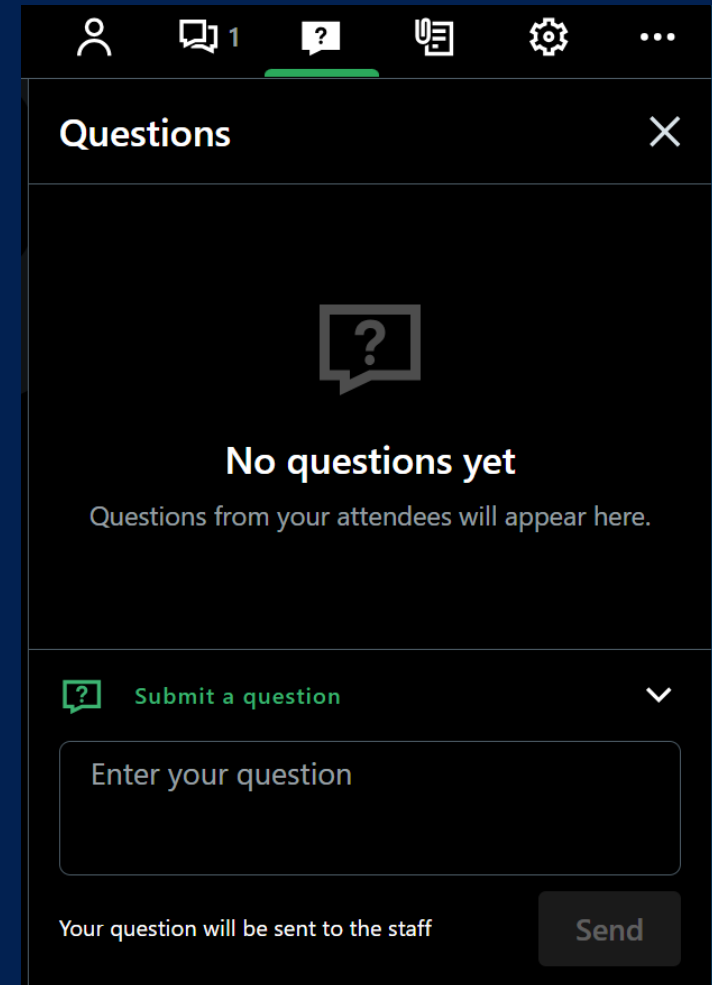 1
Questions
No questions yet
Questions from your attendees will appear here.
Submit a question
Enter your question
Your question will be sent to the staff
Send